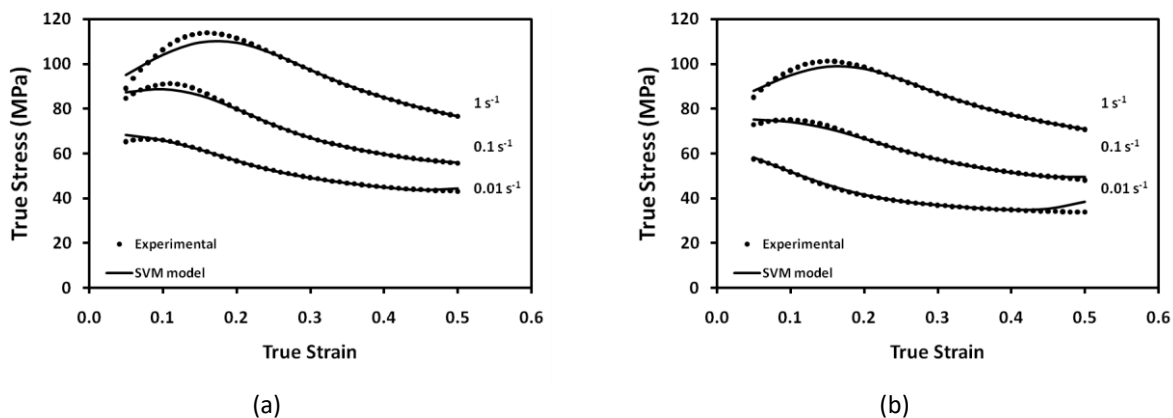 120
100
80
60
40
20
0
True Stress (MPa)
1 s-1
0.1 s-1
0.01 s-1
Experimental
SVM model
0.0 0.1 0.2 0.3 0.4 0.5 0.6
True Strain
(a)
120
100
80
60
40
20
0
True Stress (MPa)
1 s-1
0.1 s-1
0.01 s-1
Experimental
SVM model
0.0 0.1 0.2 0.3 0.4 0.5 0.6
True Strain
(b)